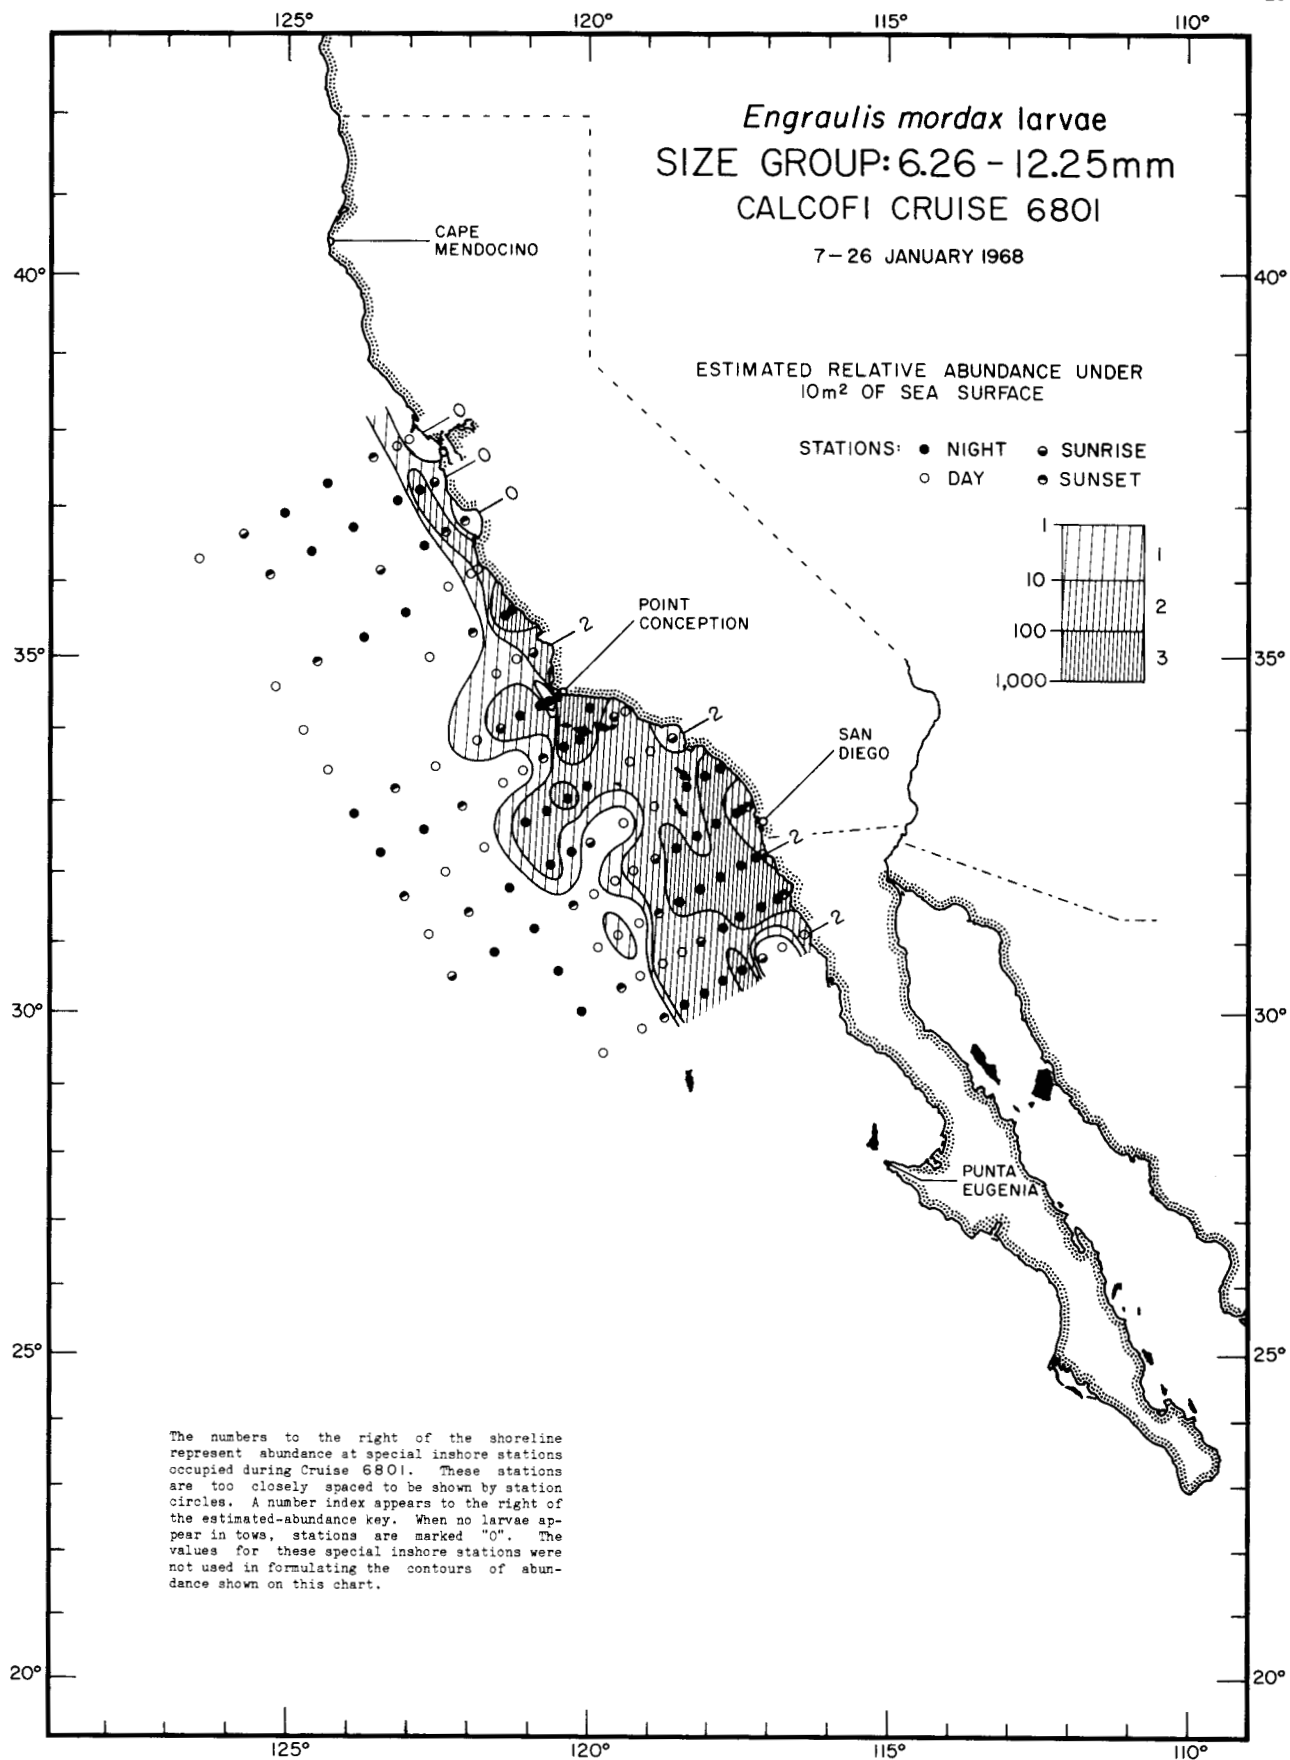 125° 120° 115° 110°
Engraulis mordax larvae
SIZE GROUP: 6.26 – 12.25mm
CALCOFI CRUISE 6801
7–26 JANUARY 1968
CAPE
MENDOCINO
40° 40°
ESTIMATED RELATIVE ABUNDANCE UNDER
10m² OF SEA SURFACE
STATIONS: ● NIGHT SUNRISE
○ DAY SUNSET
0
0
0
1 1
10 2
100 3
1,000
POINT
CONCEPTION
2
35° 35°
2
SAN
DIEGO
2
2
30° 30°
PUNTA
EUGENIA
25° 25°
The numbers to the right of the shoreline
represent abundance at special inshore stations
occupied during Cruise 6801. These stations
are too closely spaced to be shown by station
circles. A number index appears to the right of
the estimated-abundance key. When no larvae ap-
pear in tows, stations are marked "0". The
values for these special inshore stations were
not used in formulating the contours of abun-
dance shown on this chart.
20° 20°
125° 120° 115° 110°